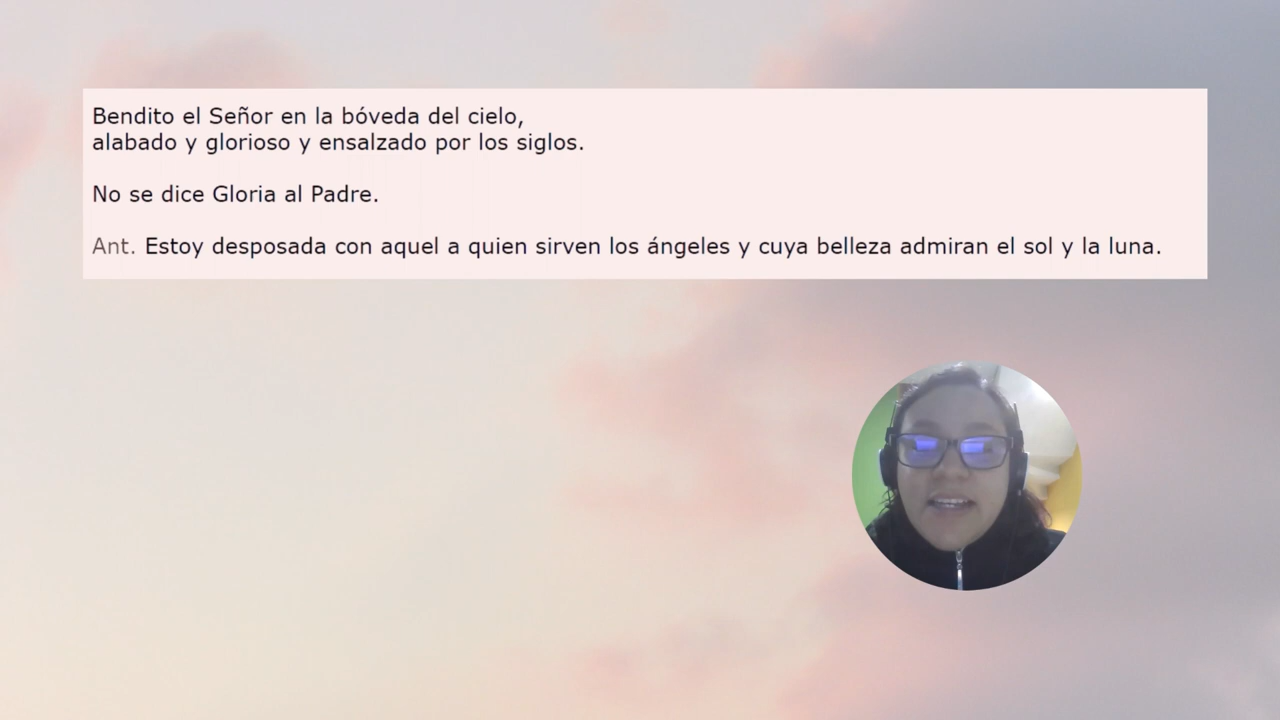 Bendito el Señor en la bóveda del cielo,
alabado y glorioso y ensalzado por los siglos.
No se dice Gloria al Padre.
Ant. Estoy desposada con aquel a quien sirven los ángeles y cuya belleza admiran el sol y la luna.